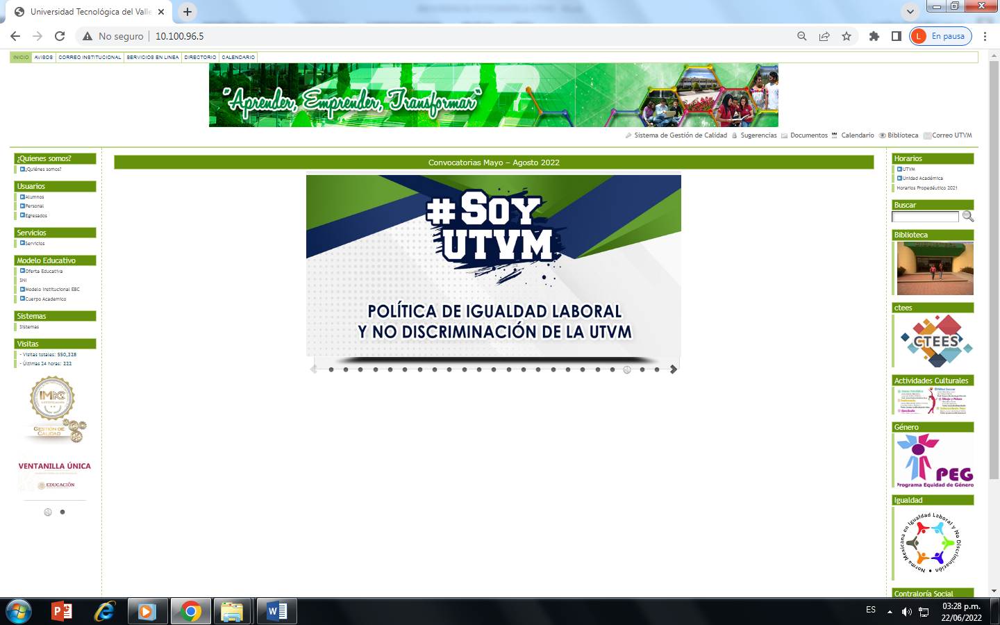 Universidad Tecnológica del Valle
No seguro
10.100.96.5
L
En pausa
INICIO AVISOS CORREO INSTITUCIONAL SERVICIOS EN LINEA DIRECTORIO CALENDARIO
"Aprender, Emprender, Transformar"
Sistema de Gestión de Calidad Sugerencias Documentos Calendario Biblioteca Correo UTVM
¿Quienes somos?
¿Quiénes somos?
Usuarios
Alumnos
Personal
Egresados
Servicios
Servicios
Modelo Educativo
Oferta Educativa
SNI
Modelo Institucional EBC
Cuerpo Academico
Sistemas
Sistemas
Visitas
- Visitas totales: 550,328
- Últimas 24 horas: 222
IMNC
CERTIFICACIÓN
GESTIÓN DE
CALIDAD
VENTANILLA ÚNICA
EDUCACIÓN
Convocatorias Mayo – Agosto 2022
#SOY
UTVM
POLÍTICA DE IGUALDAD LABORAL
Y NO DISCRIMINACIÓN DE LA UTVM
Horarios
UTVM
Unidad Académica
Horarios Propedéutico 2021
Buscar
Biblioteca
ctees
CTEES
Actividades Culturales
Género
PEG
Programa Equidad de Género
Igualdad
Norma Mexicana en Igualdad Laboral y No Discriminación
Contraloría Social
ES
03:28 p.m.
22/06/2022